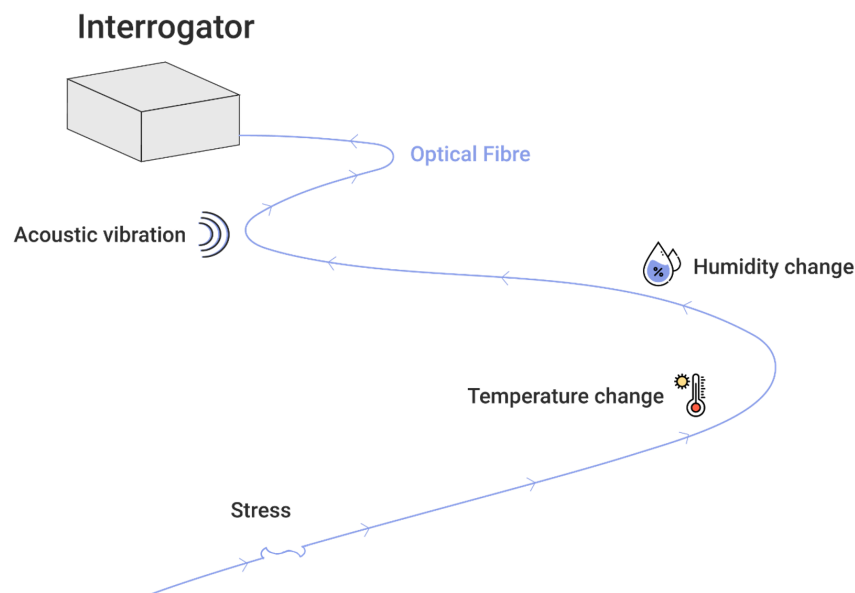 Interrogator
Optical Fibre
Acoustic vibration
%
Humidity change
Temperature change
Stress